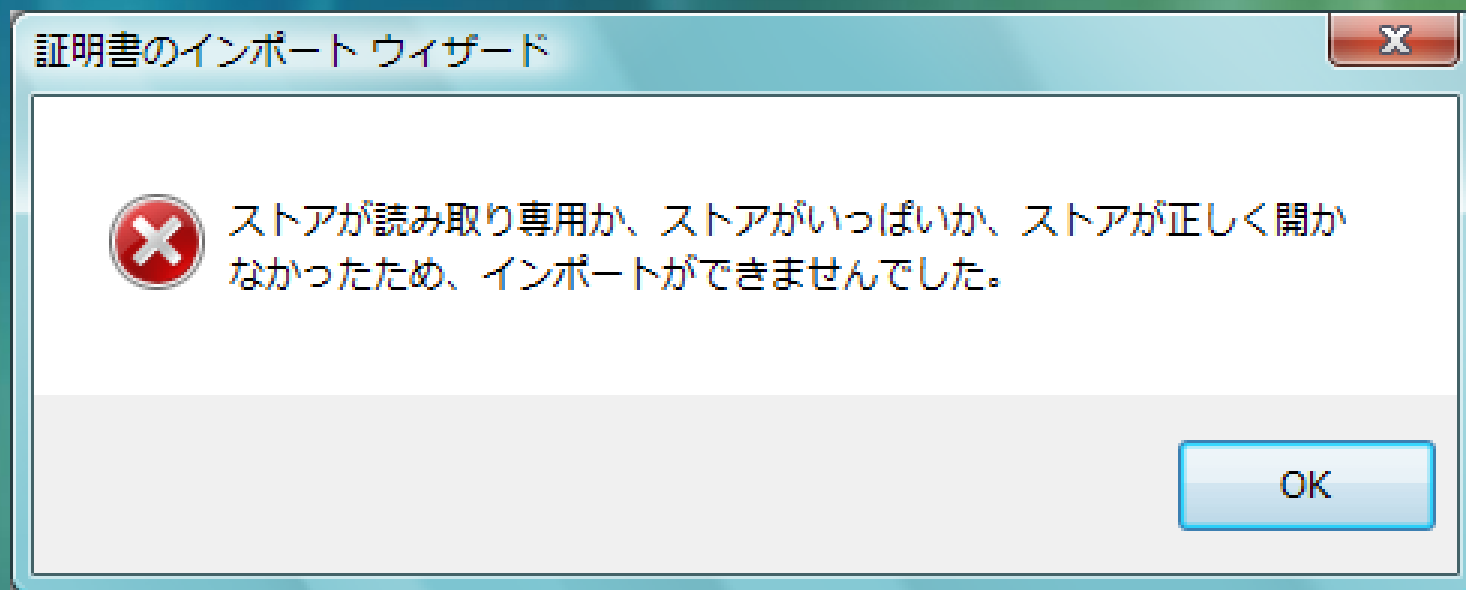 証明書のインポート ウィザード
ストアが読み取り専用か、ストアがいっぱいか、ストアが正しく開か
なかったため、インポートができませんでした。
OK